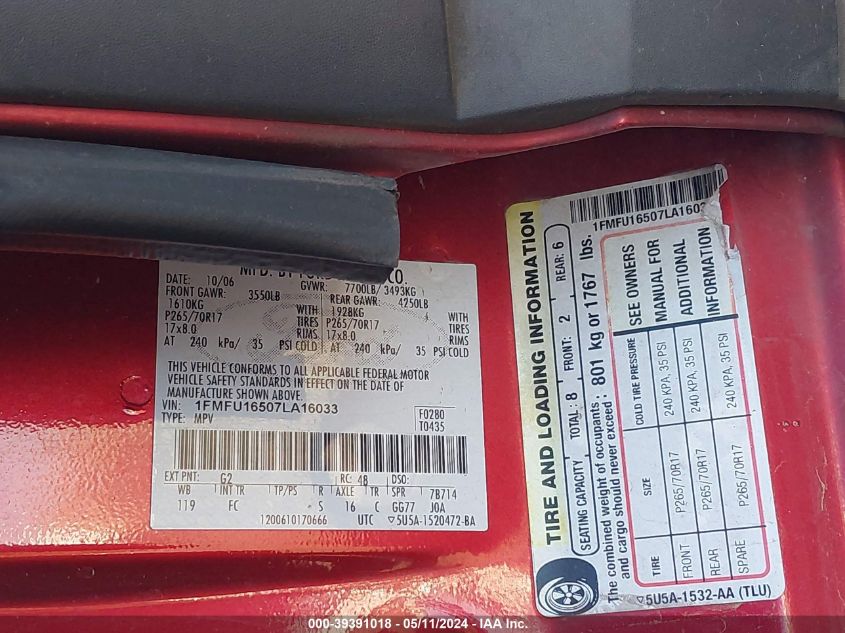 MFD. BY FORD CO.
DATE: 10/06 GVWR: 7700LB/ 3493KG
FRONT GAWR: 3550LB REAR GAWR: 4250LB
1610KG WITH 1928KG WITH
P265/70R17 TIRES P265/70R17 TIRES
17x8.0 RIMS 17x8.0 RIMS
AT 240 kPa/ 35 PSI COLD AT 240 kPa/ 35 PSI COLD
THIS VEHICLE CONFORMS TO ALL APPLICABLE FEDERAL MOTOR
VEHICLE SAFETY STANDARDS IN EFFECT ON THE DATE OF
MANUFACTURE SHOWN ABOVE.
VIN: 1FMFU16507LA16033 F0280
TYPE: MPV T0435
EXT PNT: G2 RC: 48 DSO:
WB INT TR TP/PS R AXLE TR SPR 7B714
119 FC S 16 C GG77 JOA
1200610170666 UTC ▽5U5A-1520472-BA
1FMFU16507LA1603
TIRE AND LOADING INFORMATION
SEATING CAPACITY TOTAL: 8 FRONT: 2 REAR: 6
The combined weight of occupants
and cargo should never exceed : 801 kg or 1767 lbs.
TIRE SIZE COLD TIRE PRESSURE SEE OWNERS
FRONT P265/70R17 240 KPA, 35 PSI MANUAL FOR
REAR P265/70R17 240 KPA, 35 PSI ADDITIONAL
SPARE P265/70R17 240 KPA, 35 PSI INFORMATION
▽5U5A-1532-AA (TLU)
000-39391018 - 05/11/2024 - IAA Inc.